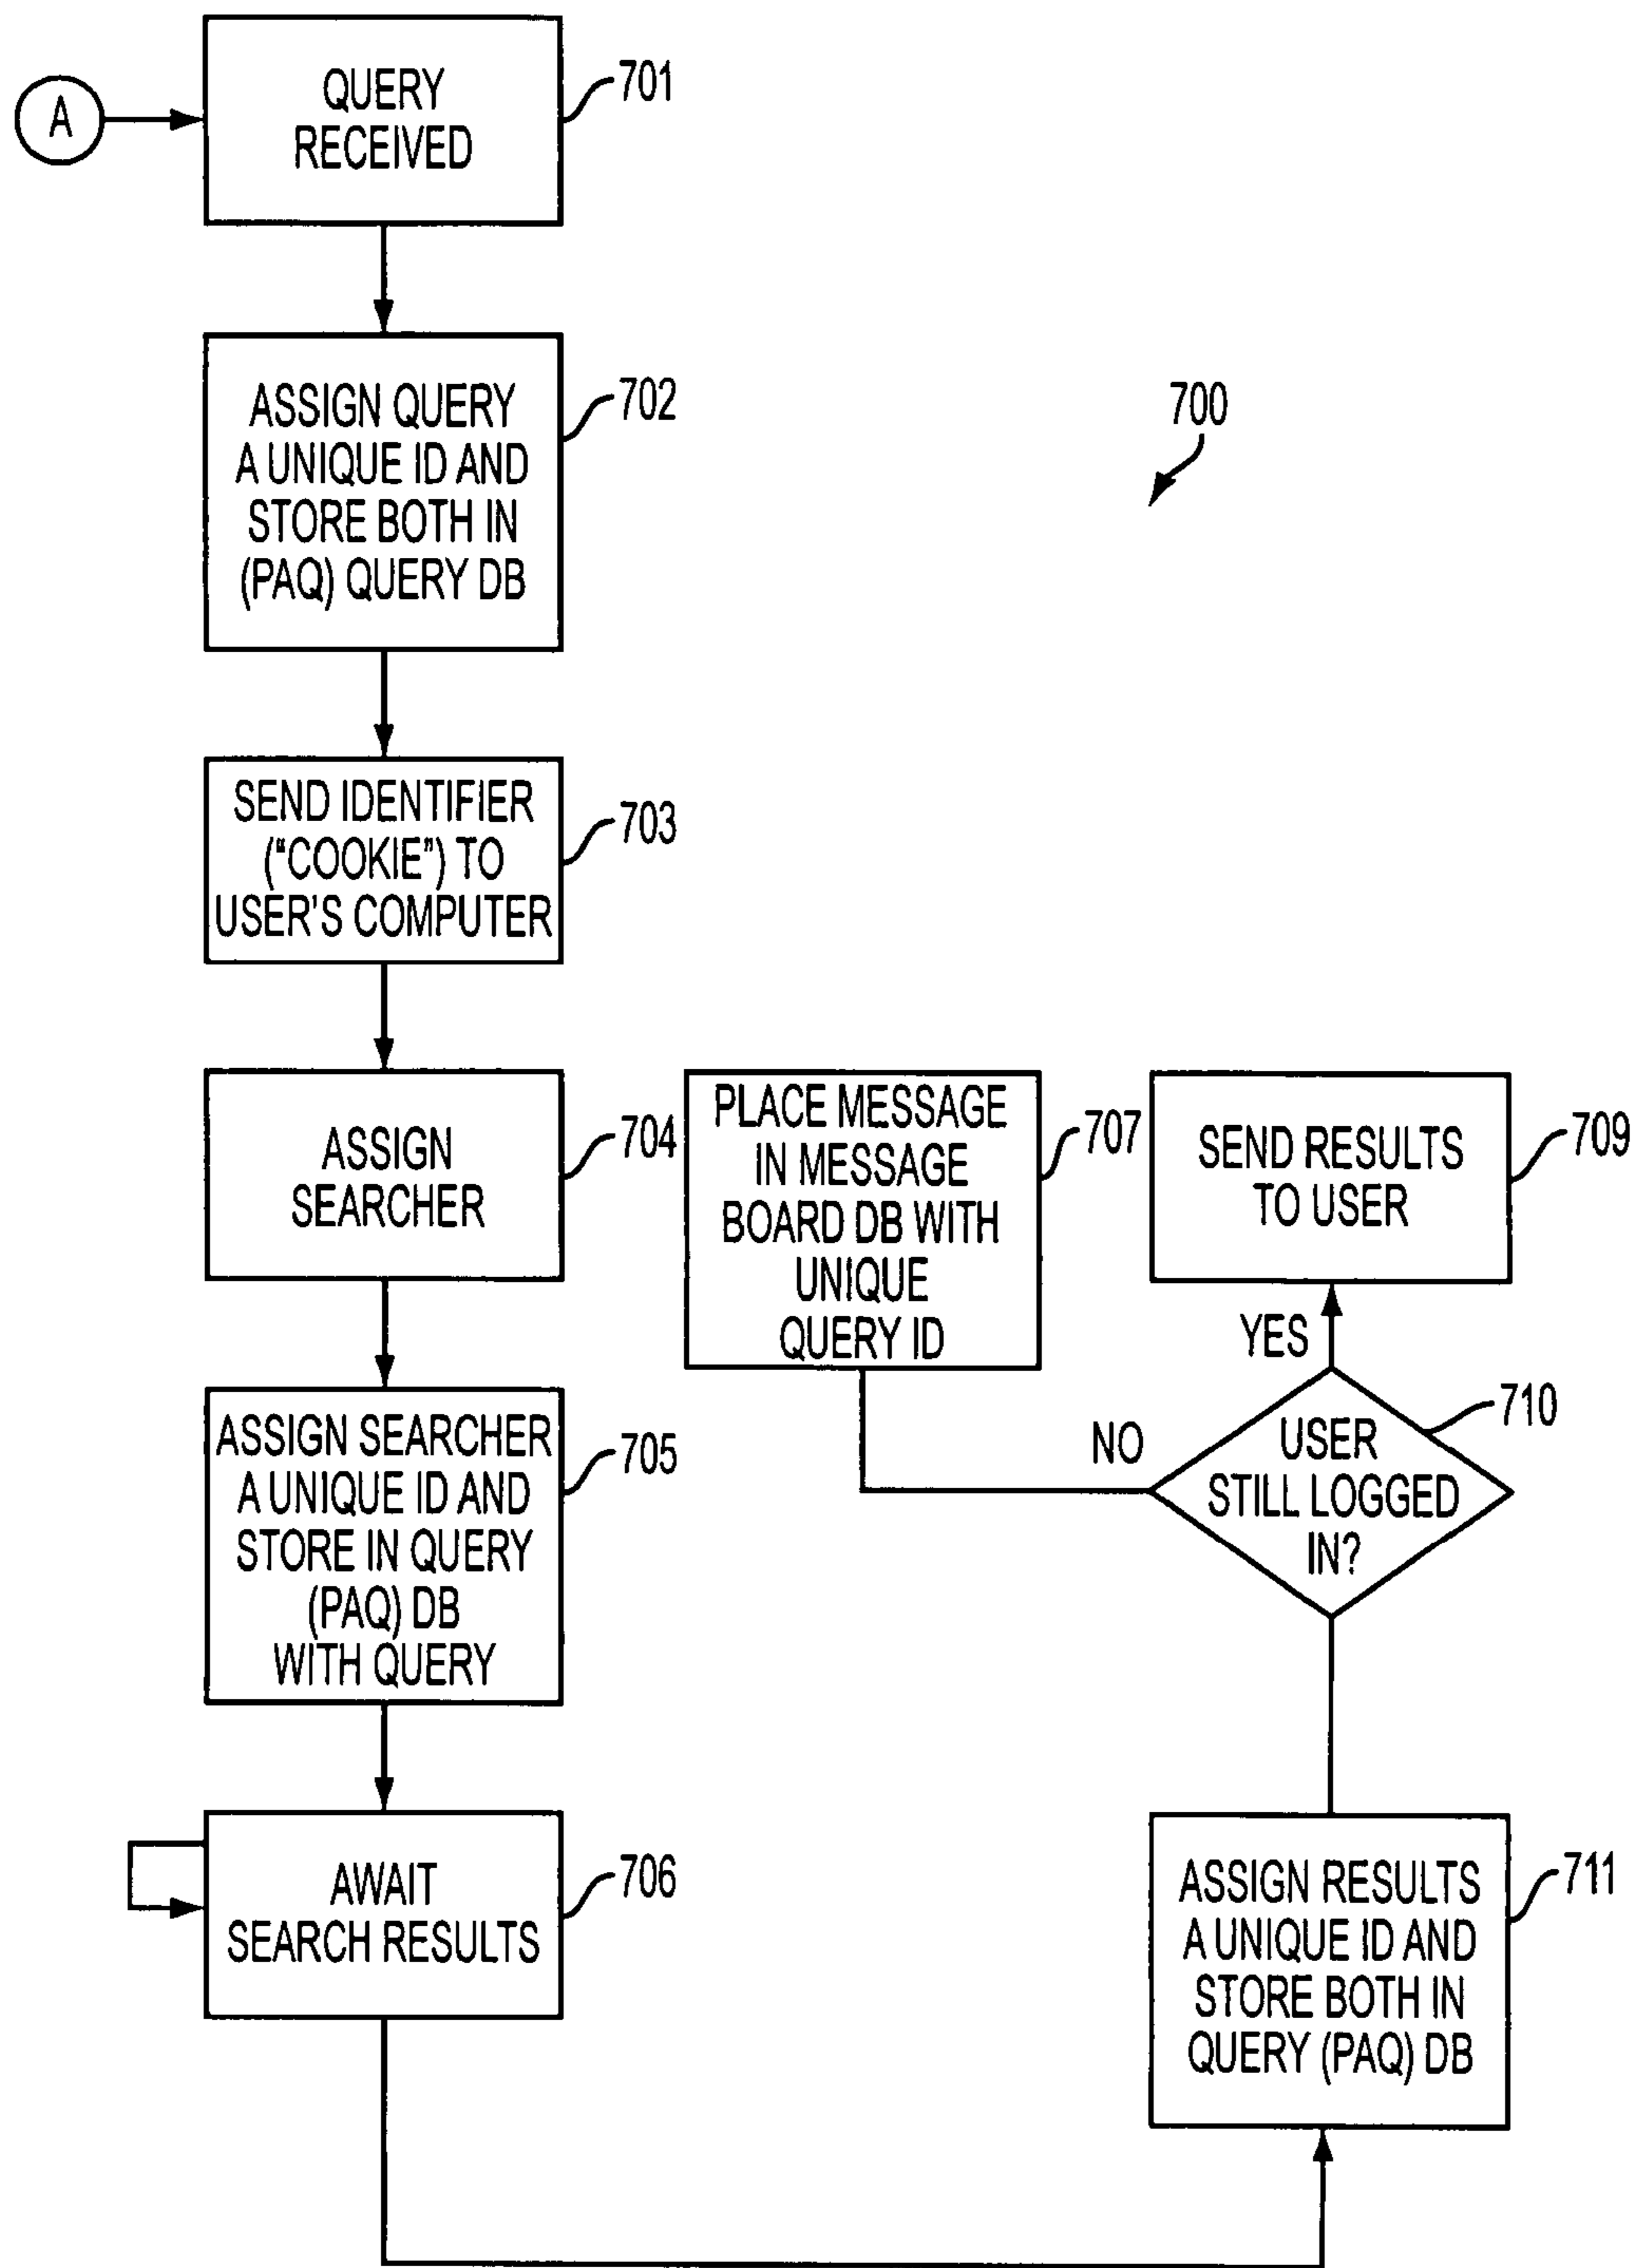 A
QUERY
RECEIVED
701
ASSIGN QUERY
A UNIQUE ID AND
STORE BOTH IN
(PAQ) QUERY DB
702
700
SEND IDENTIFIER
("COOKIE") TO
USER'S COMPUTER
703
ASSIGN
SEARCHER
704
ASSIGN SEARCHER
A UNIQUE ID AND
STORE IN QUERY
(PAQ) DB
WITH QUERY
705
AWAIT
SEARCH RESULTS
706
PLACE MESSAGE
IN MESSAGE
BOARD DB WITH
UNIQUE
QUERY ID
707
SEND RESULTS
TO USER
709
YES
NO
USER
STILL LOGGED
IN?
710
ASSIGN RESULTS
A UNIQUE ID AND
STORE BOTH IN
QUERY (PAQ) DB
711